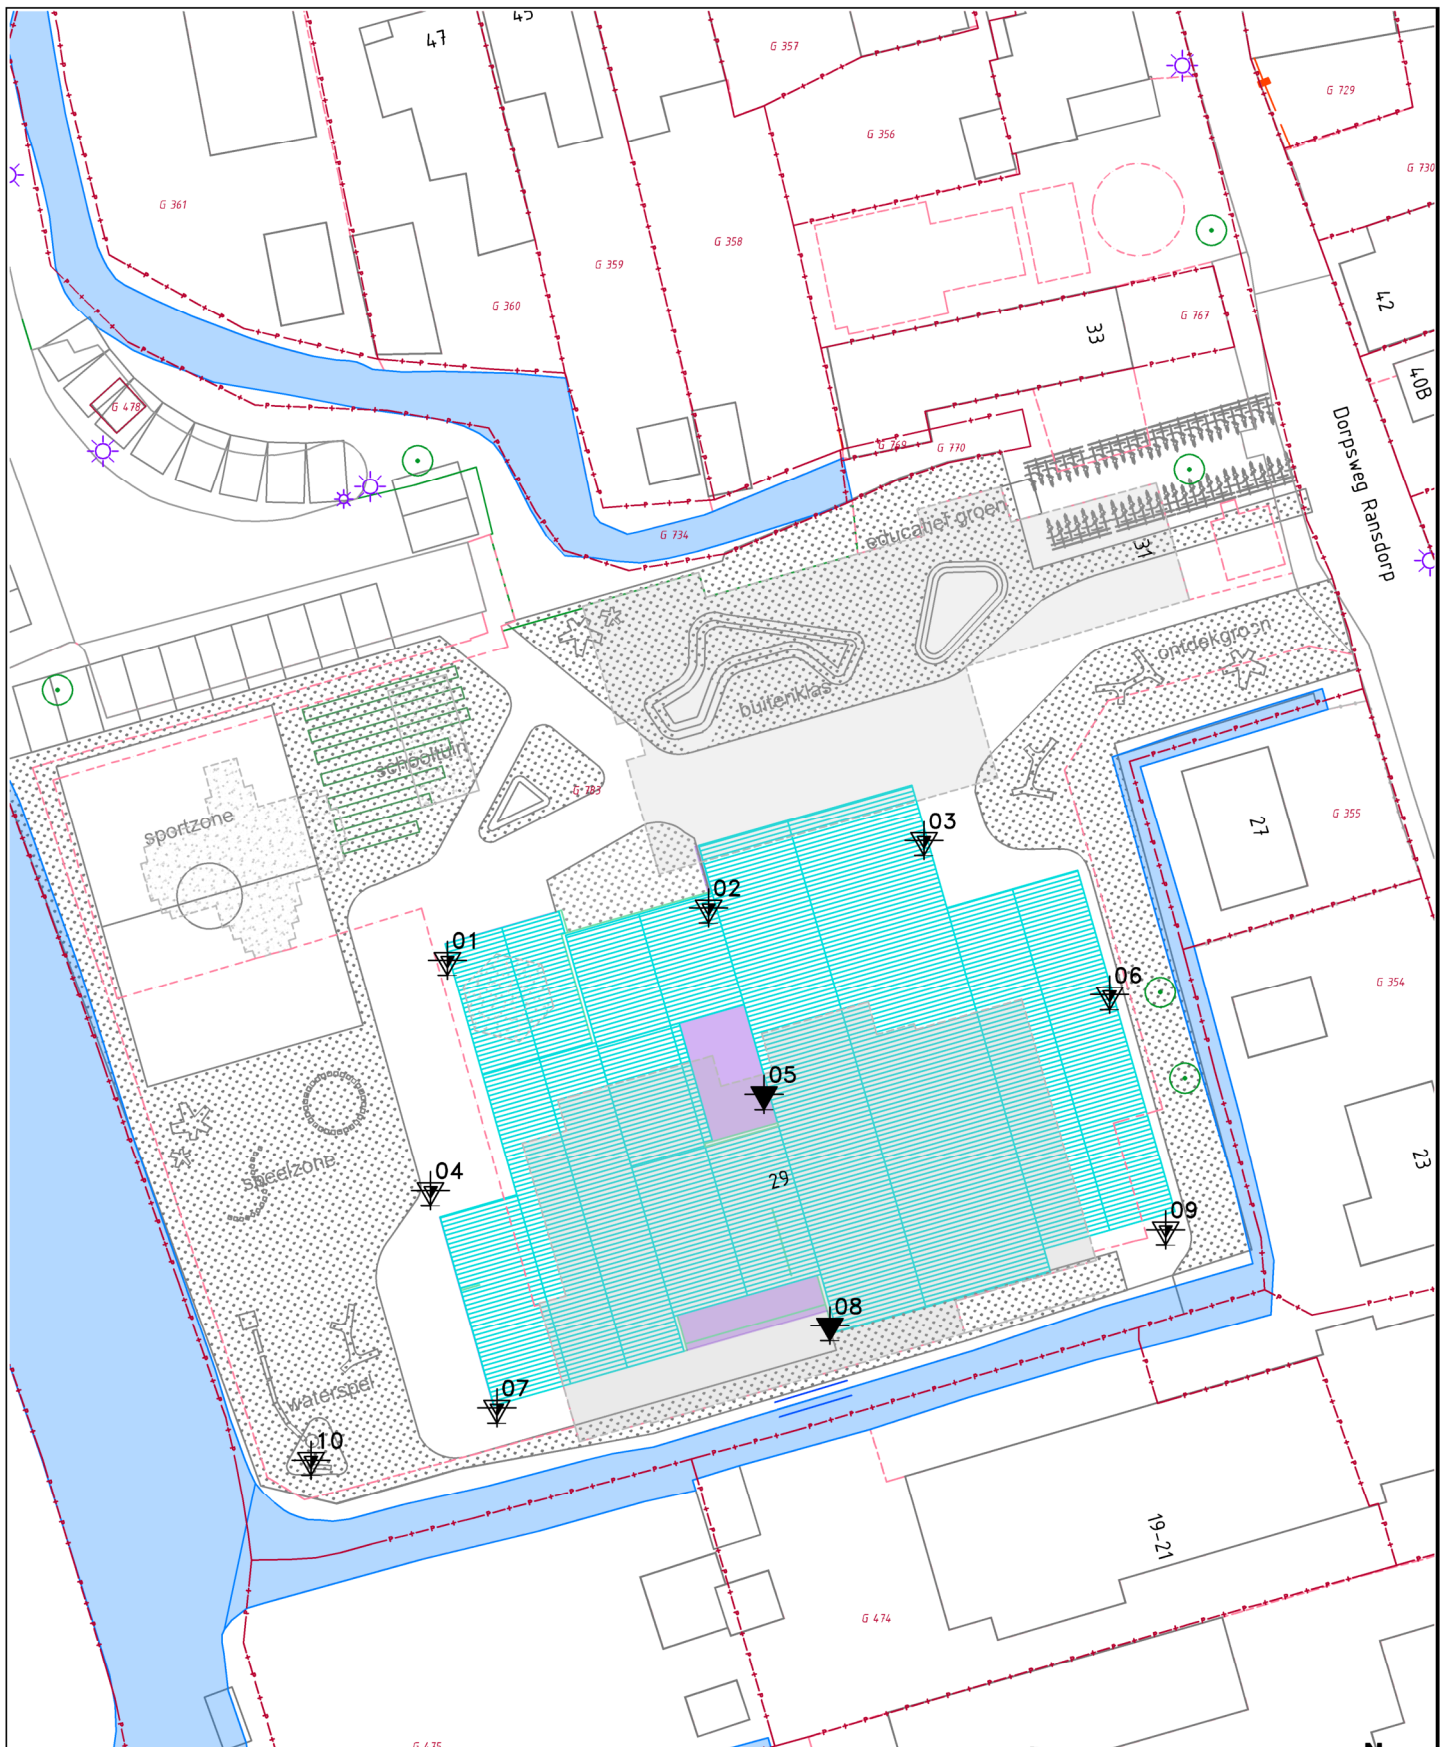 47
45
G 357
G 729
G 356
G 730
G 361
G 358
G 359
G 360
42
G 767
33
40B
G 478
G 769
G 770
Dorpsweg Ransdorp
G 734
educatief groen
31
ontdekgroen
buitenklas
schooltuin
G 783
sportzone
03
27
G 355
02
01
06
G 354
05
29
04
speelzone
23
09
08
07
waterspel
10
19-21
G 474
G 475
N